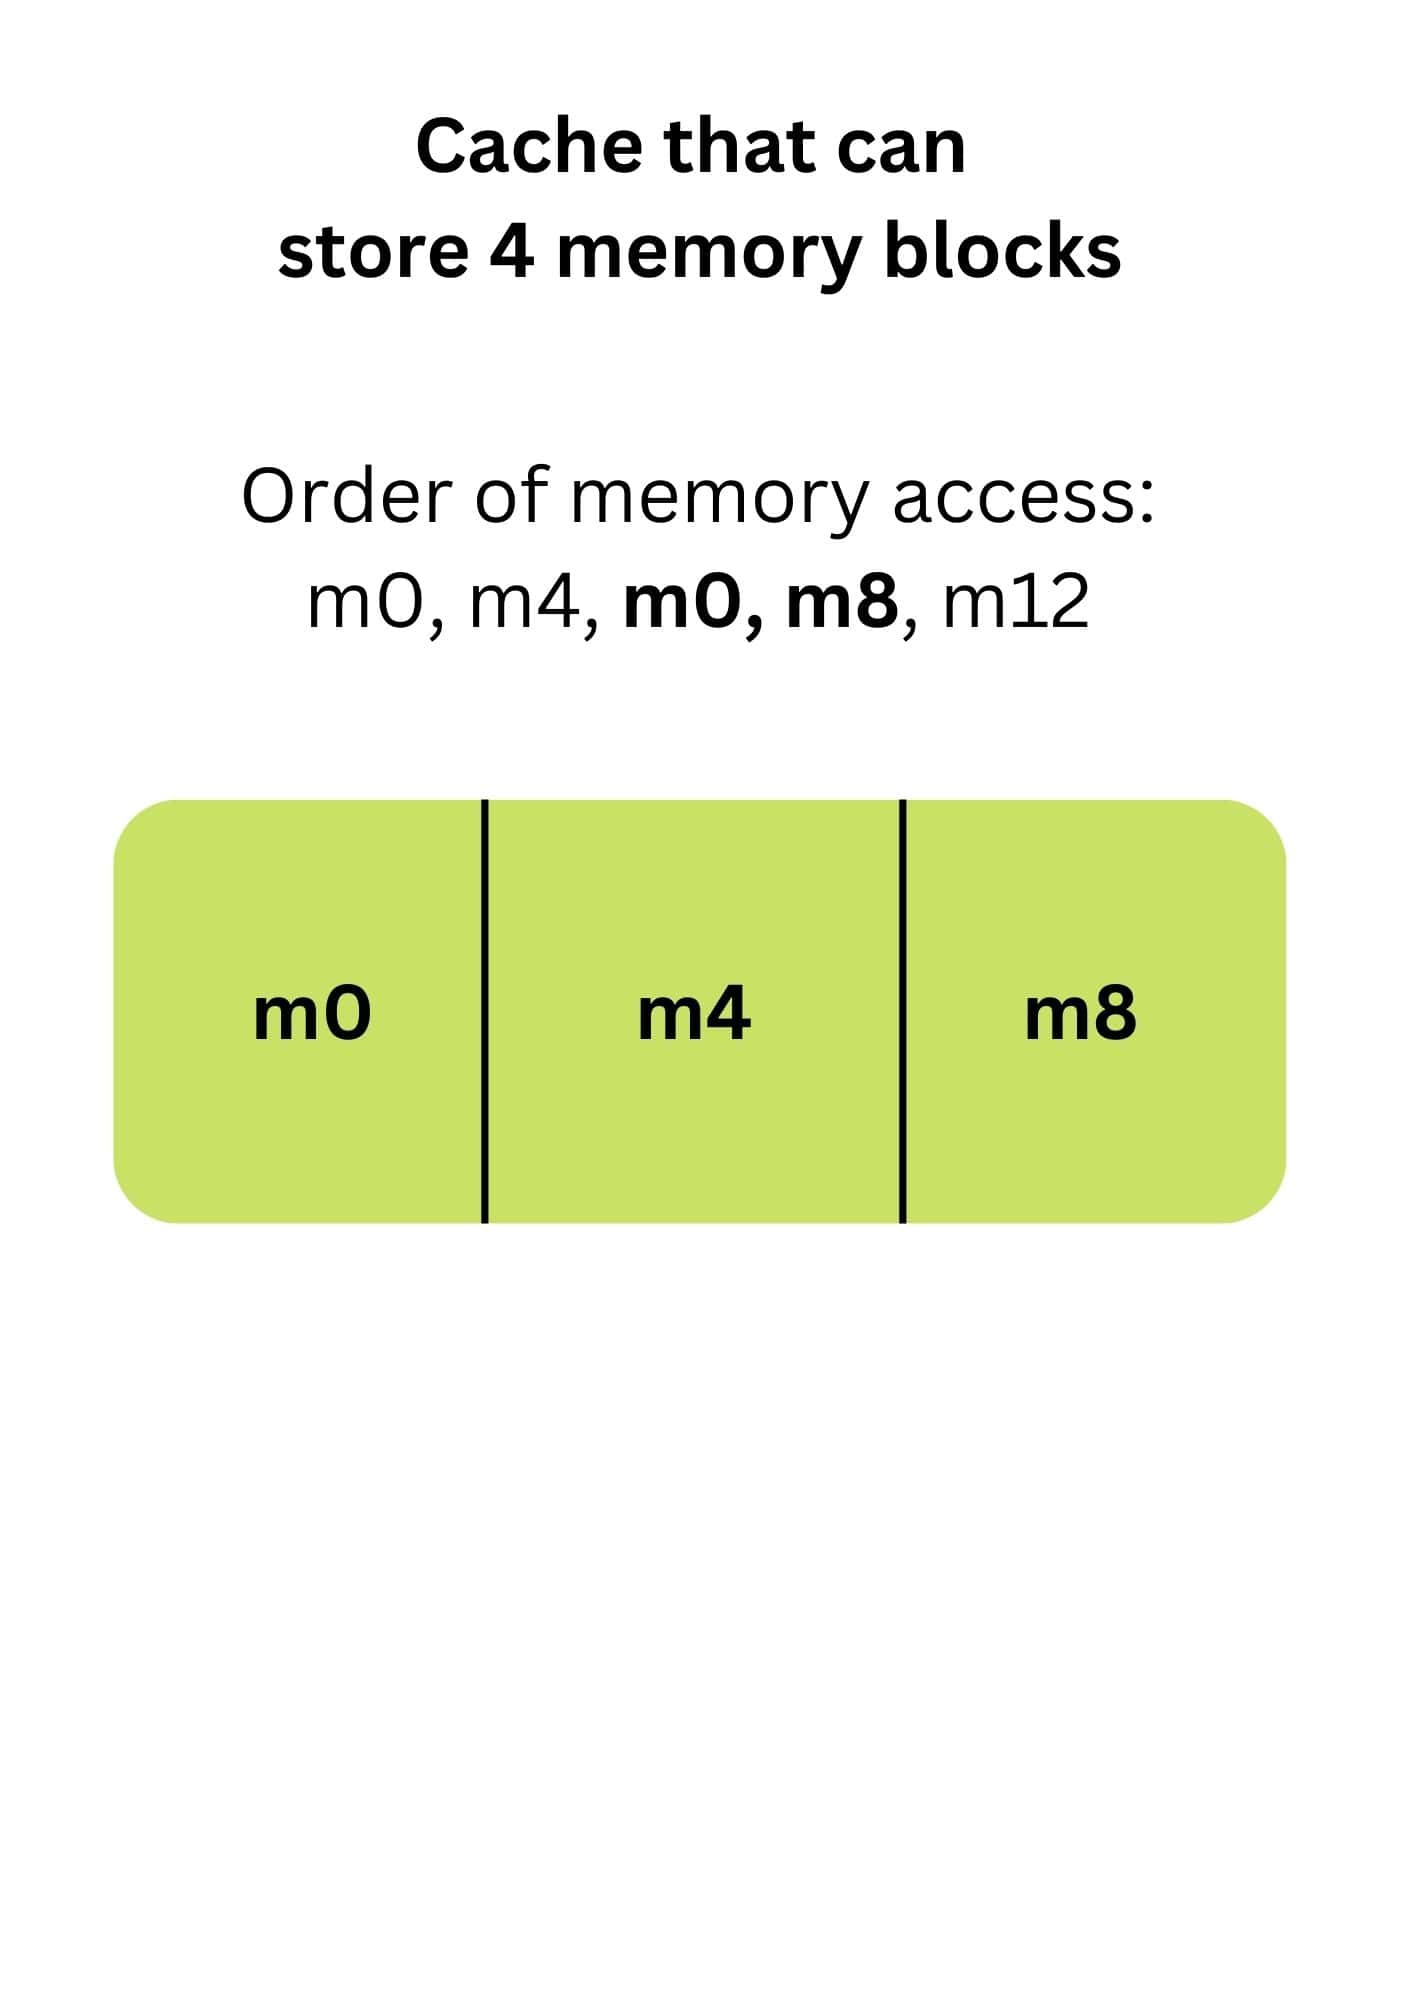 Cache that can
store 4 memory blocks
Order of memory access:
m0, m4, m0, m8, m12
m0 m4 m8